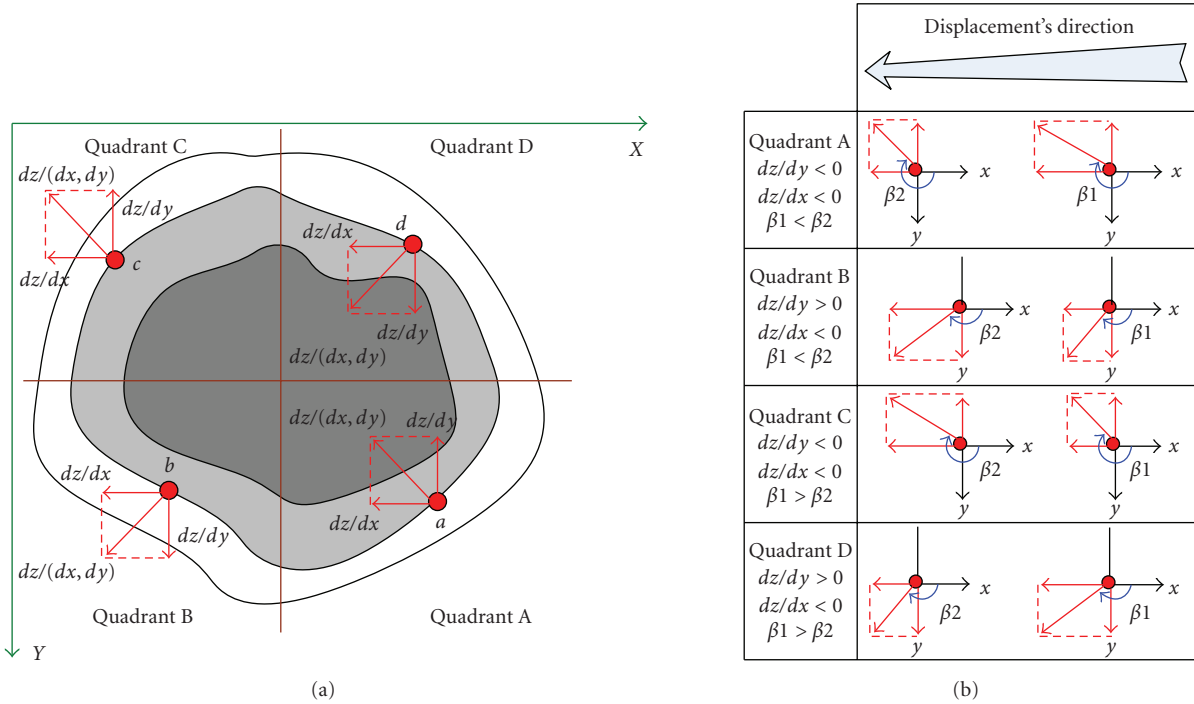 Quadrant C
Quadrant D
X
dz/(dx, dy)
dz/dy
dz/dx
c
d
dz/dx
dz/dy
dz/(dx, dy)
dz/(dx, dy)
dz/dy
b
dz/dx
dz/dx
a
dz/dy
dz/(dx, dy)
Quadrant B
Quadrant A
Y
(a)
Displacement's direction
Quadrant A
dz/dy < 0
dz/dx < 0
β1 < β2
β2
x
y
β1
x
y
Quadrant B
dz/dy > 0
dz/dx < 0
β1 < β2
β2
x
y
β1
x
y
Quadrant C
dz/dy < 0
dz/dx < 0
β1 > β2
β2
x
y
β1
x
y
Quadrant D
dz/dy > 0
dz/dx < 0
β1 > β2
β2
x
y
β1
x
y
(b)